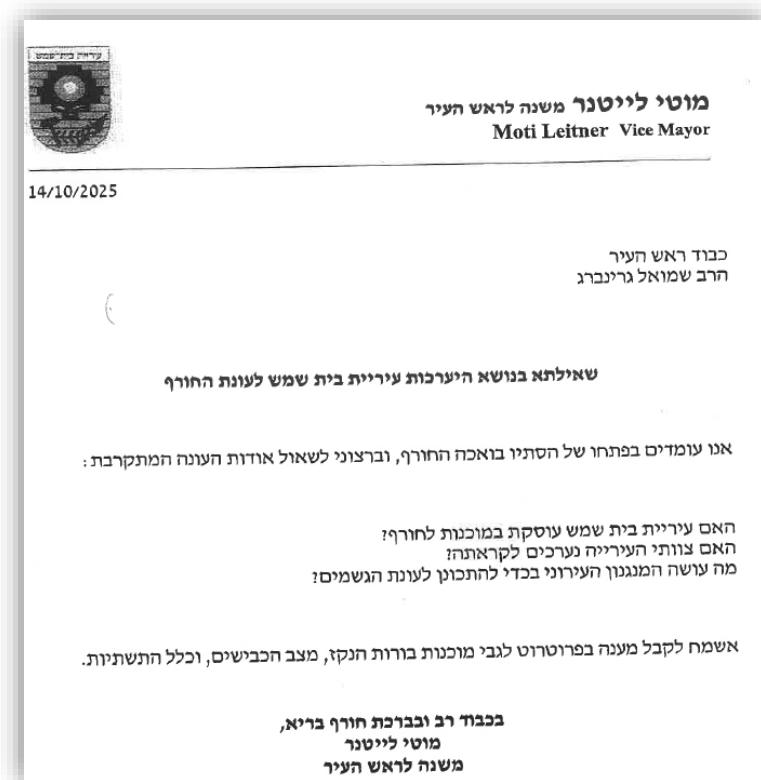 עיריית בית שמש
מוטי לייטנר משנה לראש העיר
Moti Leitner Vice Mayor
14/10/2025
כבוד ראש העיר
הרב שמואל גרינברג
שאילתא בנושא היערכות עיריית בית שמש לעונת החורף
אנו עומדים בפתחו של הסתיו בואכה החורף, וברצוני לשאול אודות העונה המתקרבת:
האם עיריית בית שמש עוסקת במוכנות לחורף?
האם צוותי העירייה נערכים לקראתה?
מה עושה המנגנון העירוני בכדי להתכונן לעונת הגשמים?
אשמח לקבל מענה בפרוטרוט לגבי מוכנות בורות הנקז, מצב הכבישים, וכלל התשתיות.
בכבוד רב ובברכת חורף בריא,
מוטי לייטנר
משנה לראש העיר